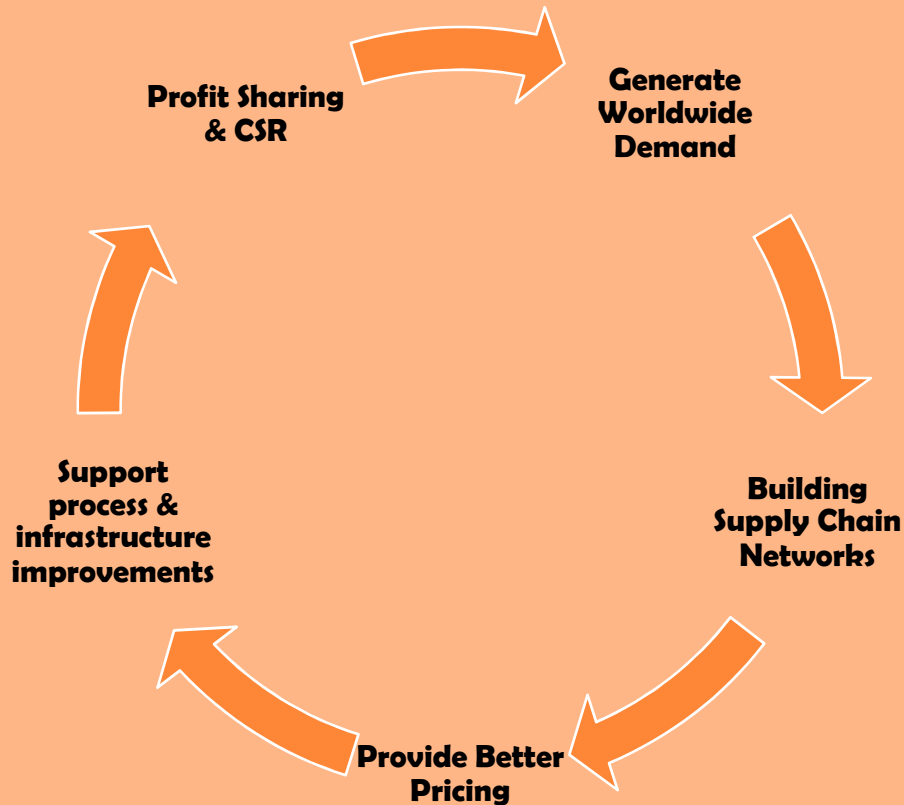 Profit Sharing
& CSR
Generate
Worldwide
Demand
Building
Supply Chain
Networks
Provide Better
Pricing
Support
process &
infrastructure
improvements